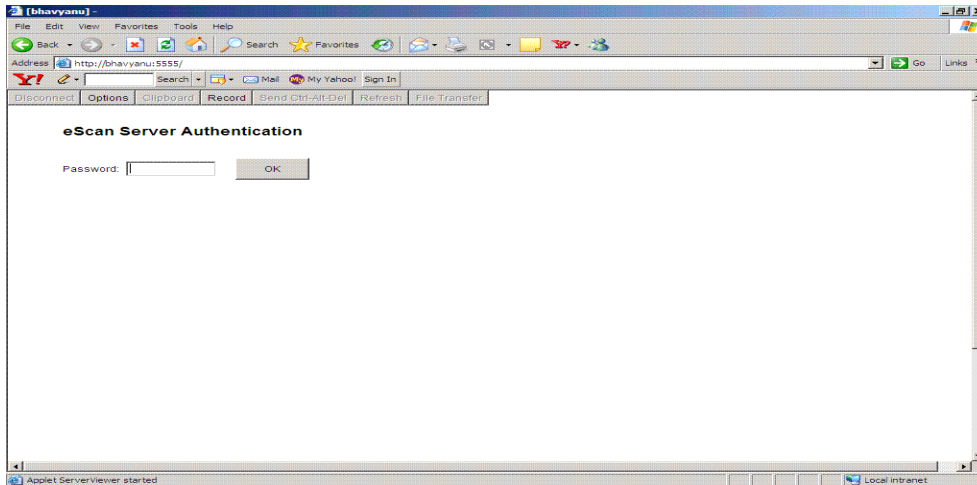 [bhavyanu] -
File Edit View Favorites Tools Help
Back Search Favorites
Address http://bhavyanu:5555/ Go Links
Y! Search Mail My My Yahoo! Sign In
Disconnect Options Clipboard Record Send Ctrl-Alt-Del Refresh File Transfer
eScan Server Authentication
Password: OK
Applet ServerViewer started Local intranet